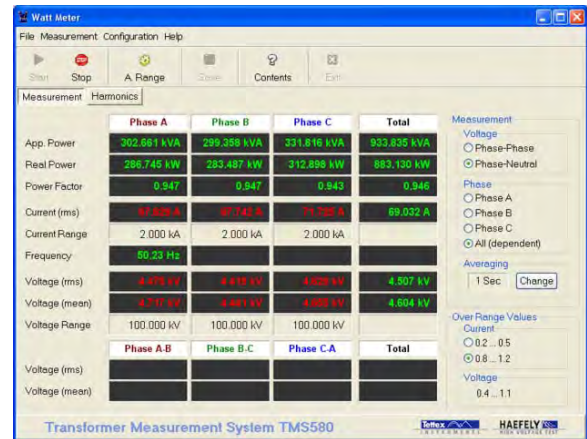 Watt Meter
File Measurement Configuration Help
Start Stop A. Range Save Contents Exit
Measurement Harmonics
Phase A Phase B Phase C Total
App. Power 302.661 kVA 299.359 kVA 331.816 kVA 933.835 kVA
Real Power 286.745 kW 283.487 kW 312.898 kW 883.130 kW
Power Factor 0.947 0.947 0.943 0.946
Current (rms) 69.032 A
Current Range 2.000 kA 2.000 kA 2.000 kA
Frequency 50.23 Hz
Voltage (rms) 4.507 kV
Voltage (mean) 4.604 kV
Voltage Range 100.000 kV 100.000 kV 100.000 kV
Phase A-B Phase B-C Phase C-A Total
Voltage (rms)
Voltage (mean)
Measurement
Voltage
Phase-Phase
Phase-Neutral
Phase
Phase A
Phase B
Phase C
All (dependent)
Averaging
1 Sec Change
Over Range Values
Current
0.2 .. 0.5
0.8 .. 1.2
Voltage
0.4 .. 1.1
Transformer Measurement System TMS580
Tettex
INSTRUMENTS
HAEFELY
HIGH VOLTAGE TEST